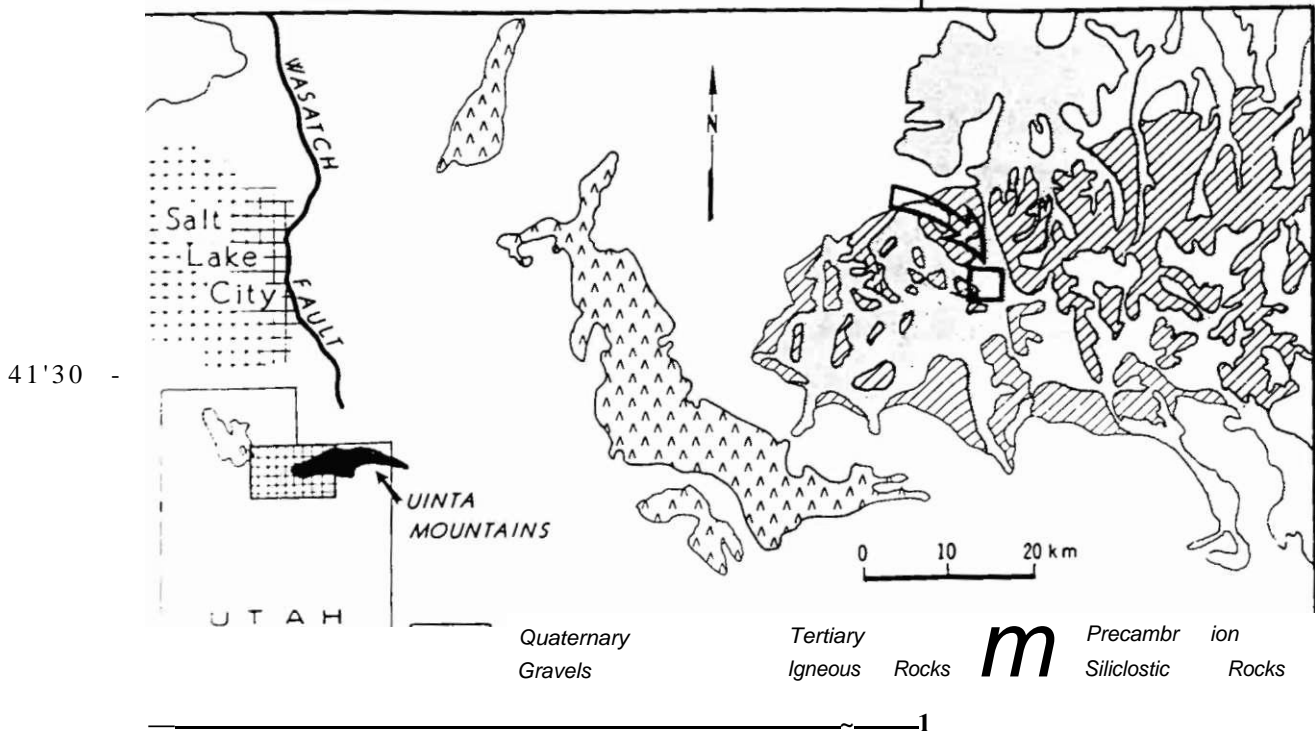 WASATCH
FAULT
N
Salt
Lake
City
41'30 -
UINTA
MOUNTAINS
0 10 20 km
UTAH
Quaternary Tertiary m Precambr ion
Gravels Igneous Rocks Siliclostic Rocks
1